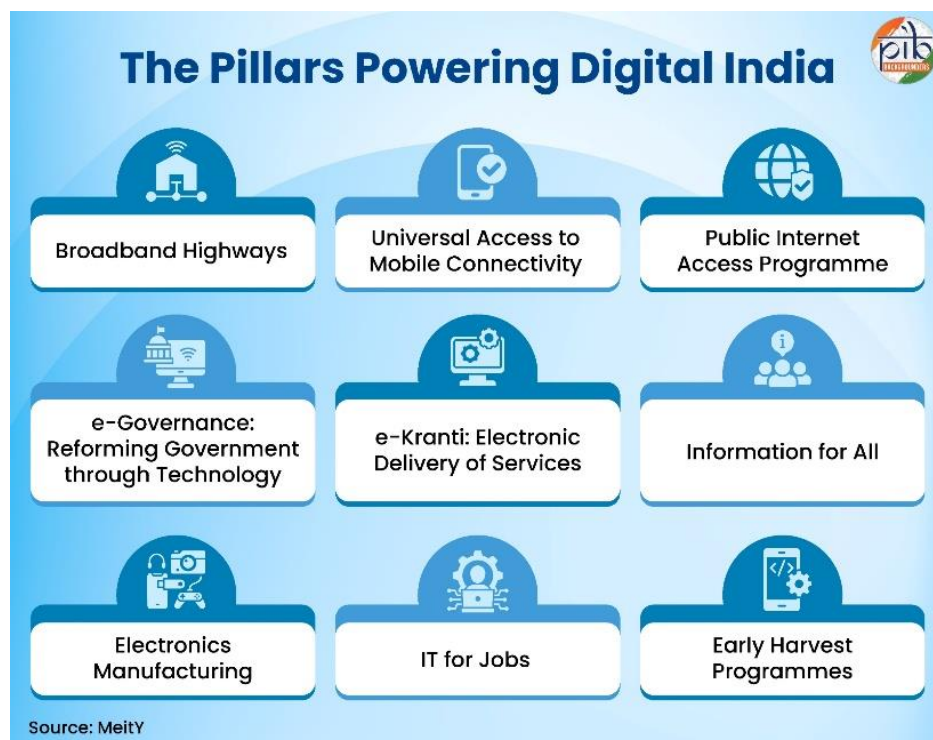 The Pillars Powering Digital India
pib
BACKGROUNDERS
Broadband Highways
Universal Access to
Mobile Connectivity
Public Internet
Access Programme
e-Governance:
Reforming Government
through Technology
e-Kranti: Electronic
Delivery of Services
Information for All
Electronics
Manufacturing
IT for Jobs
Early Harvest
Programmes
Source: MeitY